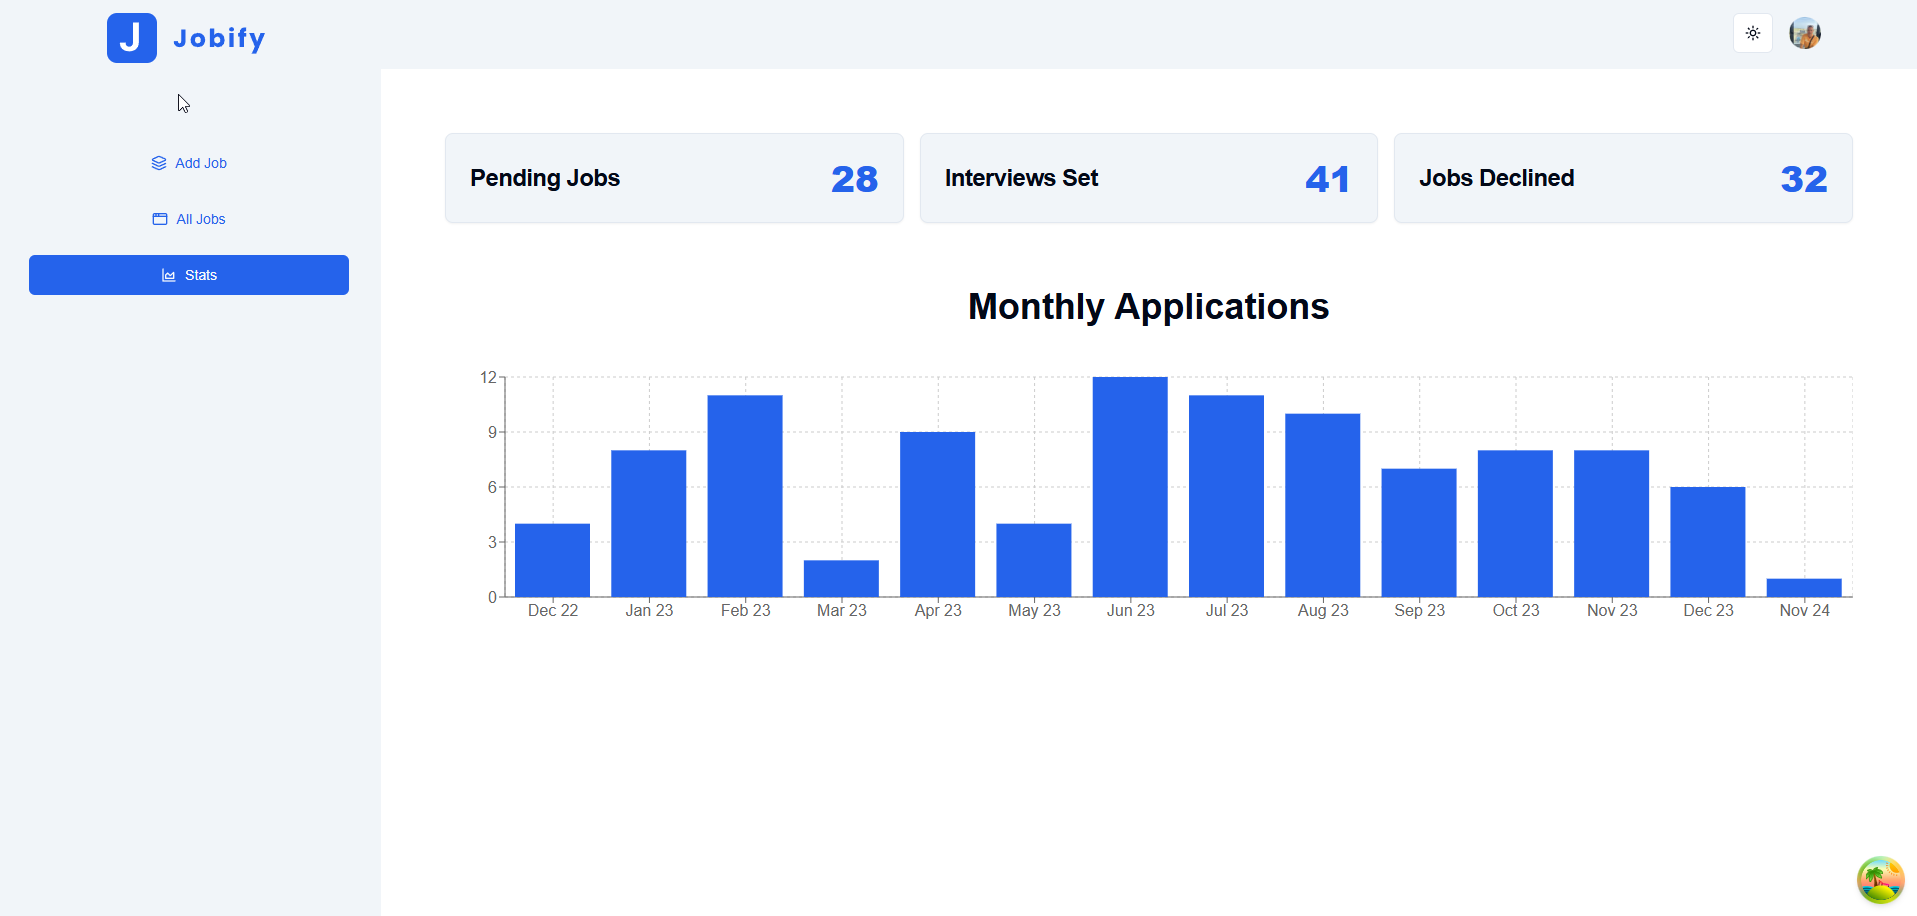 J Jobify
Add Job
All Jobs
Stats
Pending Jobs 28
Interviews Set 41
Jobs Declined 32
Monthly Applications
12
9
6
3
0
Dec 22 Jan 23 Feb 23 Mar 23 Apr 23 May 23 Jun 23 Jul 23 Aug 23 Sep 23 Oct 23 Nov 23 Dec 23 Nov 24